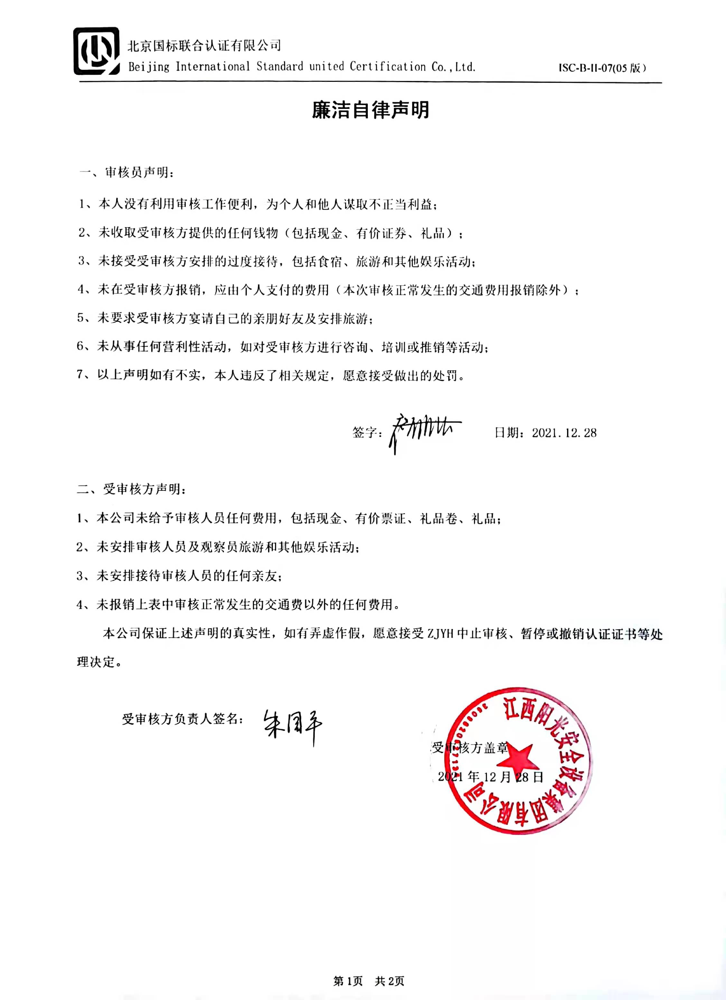 北京国标联合认证有限公司
Beijing International Standard united Certification Co.,Ltd.
ISC-B-II-07(05版)
廉洁自律声明
一、审核员声明：
1、本人没有利用审核工作便利，为个人和他人谋取不正当利益；
2、未收取受审核方提供的任何钱物（包括现金、有价证券、礼品）；
3、未接受受审核方安排的过度接待，包括食宿、旅游和其他娱乐活动；
4、未在受审核方报销，应由个人支付的费用（本次审核正常发生的交通费用报销除外）；
5、未要求受审核方宴请自己的亲朋好友及安排旅游；
6、未从事任何营利性活动，如对受审核方进行咨询、培训或推销等活动；
7、以上声明如有不实，本人违反了相关规定，愿意接受做出的处罚。
签字： 日期：2021.12.28
二、受审核方声明：
1、本公司未给予审核人员任何费用，包括现金、有价票证、礼品卷、礼品；
2、未安排审核人员及观察员旅游和其他娱乐活动；
3、未安排接待审核人员的任何亲友；
4、未报销上表中审核正常发生的交通费以外的任何费用。
本公司保证上述声明的真实性，如有弄虚作假，愿意接受ZJYH中止审核、暂停或撤销认证证书等处
理决定。
受审核方负责人签名： 朱国平
江西阳光安全设备集团有限公司
受审核方盖章
2021年12月28日
第1页 共2页